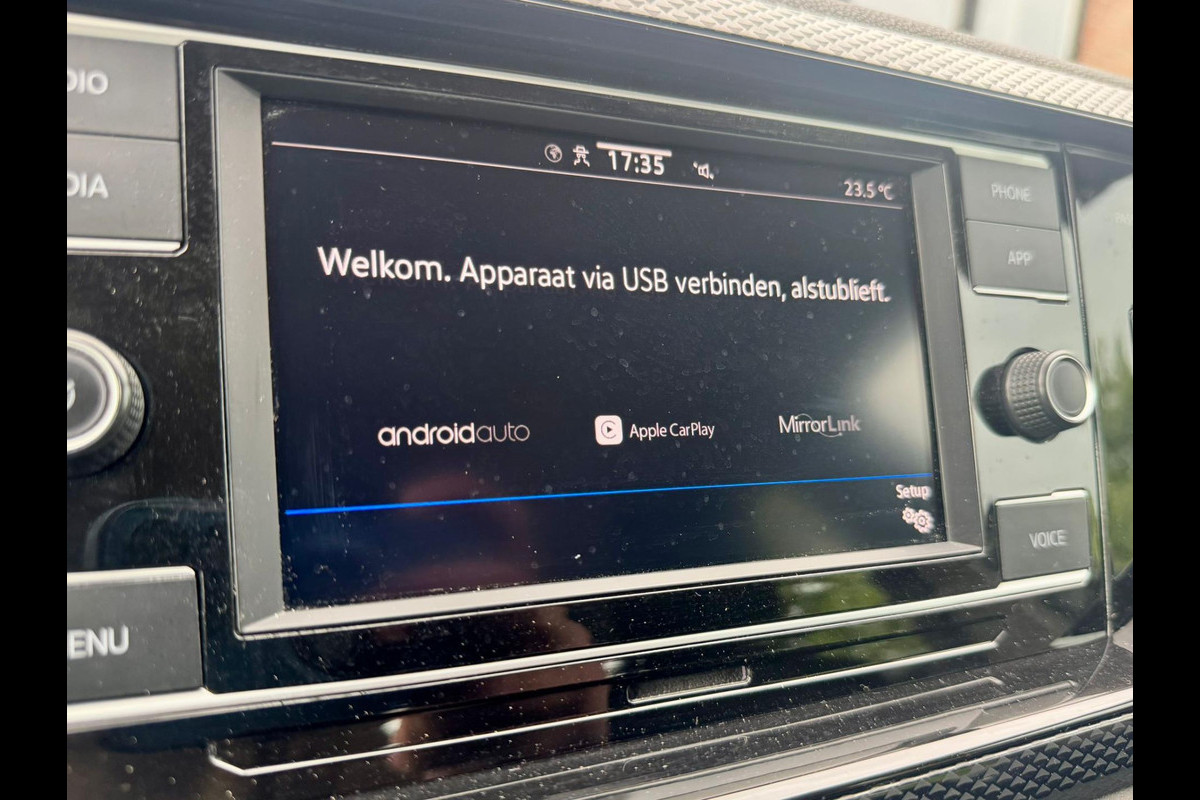 DIO
17:35
23.5 °C
PHONE
DIA
Welkom. Apparaat via USB verbinden, alstublieft.
APP
androidauto
Apple CarPlay
MirrorLink
Setup
VOICE
MENU